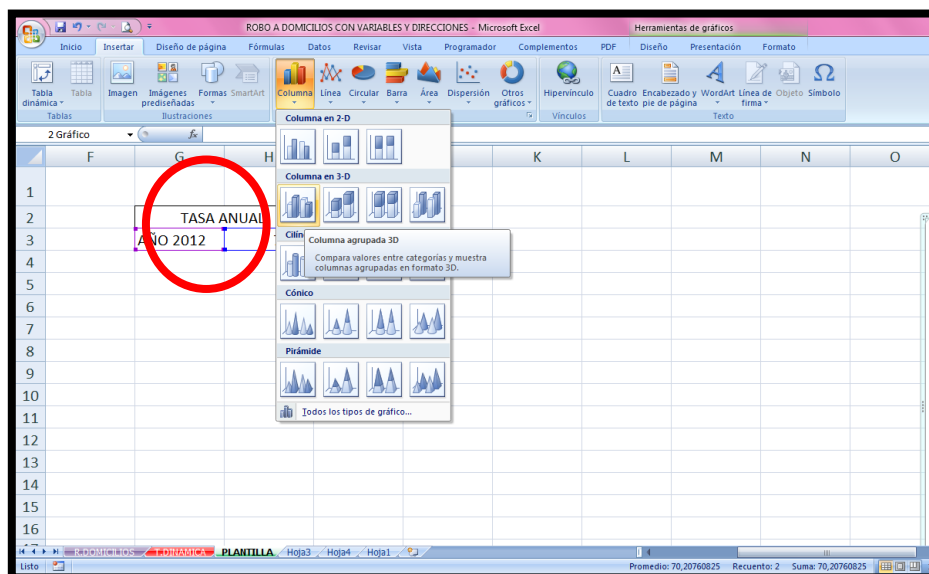 ROBO A DOMICILIOS CON VARIABLES Y DIRECCIONES - Microsoft Excel
Herramientas de gráficos
Inicio Insertar Diseño de página Fórmulas Datos Revisar Vista Programador Complementos PDF Diseño Presentación Formato
Tabla dinámica Tabla Imagen Imágenes prediseñadas Formas SmartArt Columna Línea Circular Barra Área Dispersión Otros gráficos Hipervínculo Cuadro de texto Encabezado y pie de página WordArt Línea de firma Objeto Símbolo
Tablas Ilustraciones Vínculos Texto
2 Gráfico fx
F G H K L M N O
Columna en 2-D
Columna en 3-D
Columna agrupada 3D
Compara valores entre categorías y muestra
columnas agrupadas en formato 3D.
Cónico
Pirámide
Todos los tipos de gráfico...
1
2 TASA ANUAL
3 AÑO 2012
4
5
6
7
8
9
10
11
12
13
14
15
16
R.DOMICILIOS T.DINAMICA PLANTILLA Hoja3 Hoja4 Hoja1
Listo Promedio: 70,20760825 Recuento: 2 Suma: 70,20760825